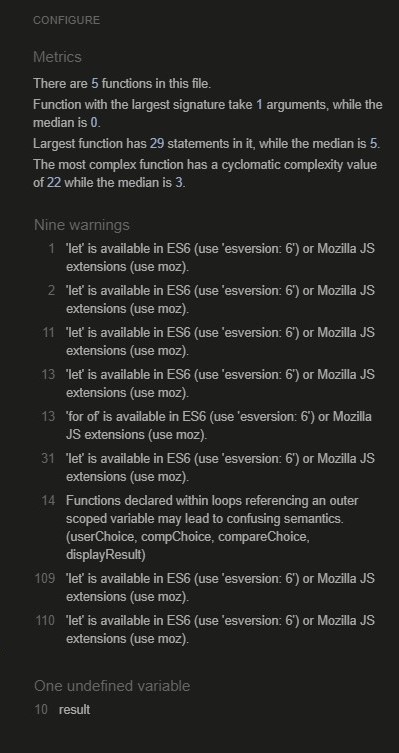 CONFIGURE
Metrics
There are 5 functions in this file.
Function with the largest signature take 1 arguments, while the
median is 0.
Largest function has 29 statements in it, while the median is 5.
The most complex function has a cyclomatic complexity value
of 22 while the median is 3.
Nine warnings
1 'let' is available in ES6 (use 'esversion: 6') or Mozilla JS
extensions (use moz).
2 'let' is available in ES6 (use 'esversion: 6') or Mozilla JS
extensions (use moz).
11 'let' is available in ES6 (use 'esversion: 6') or Mozilla JS
extensions (use moz).
13 'let' is available in ES6 (use 'esversion: 6') or Mozilla JS
extensions (use moz).
13 'for of' is available in ES6 (use 'esversion: 6') or Mozilla
JS extensions (use moz).
31 'let' is available in ES6 (use 'esversion: 6') or Mozilla JS
extensions (use moz).
14 Functions declared within loops referencing an outer
scoped variable may lead to confusing semantics.
(userChoice, compChoice, compareChoice,
displayResult)
109 'let' is available in ES6 (use 'esversion: 6') or Mozilla JS
extensions (use moz).
110 'let' is available in ES6 (use 'esversion: 6') or Mozilla JS
extensions (use moz).
One undefined variable
10 result